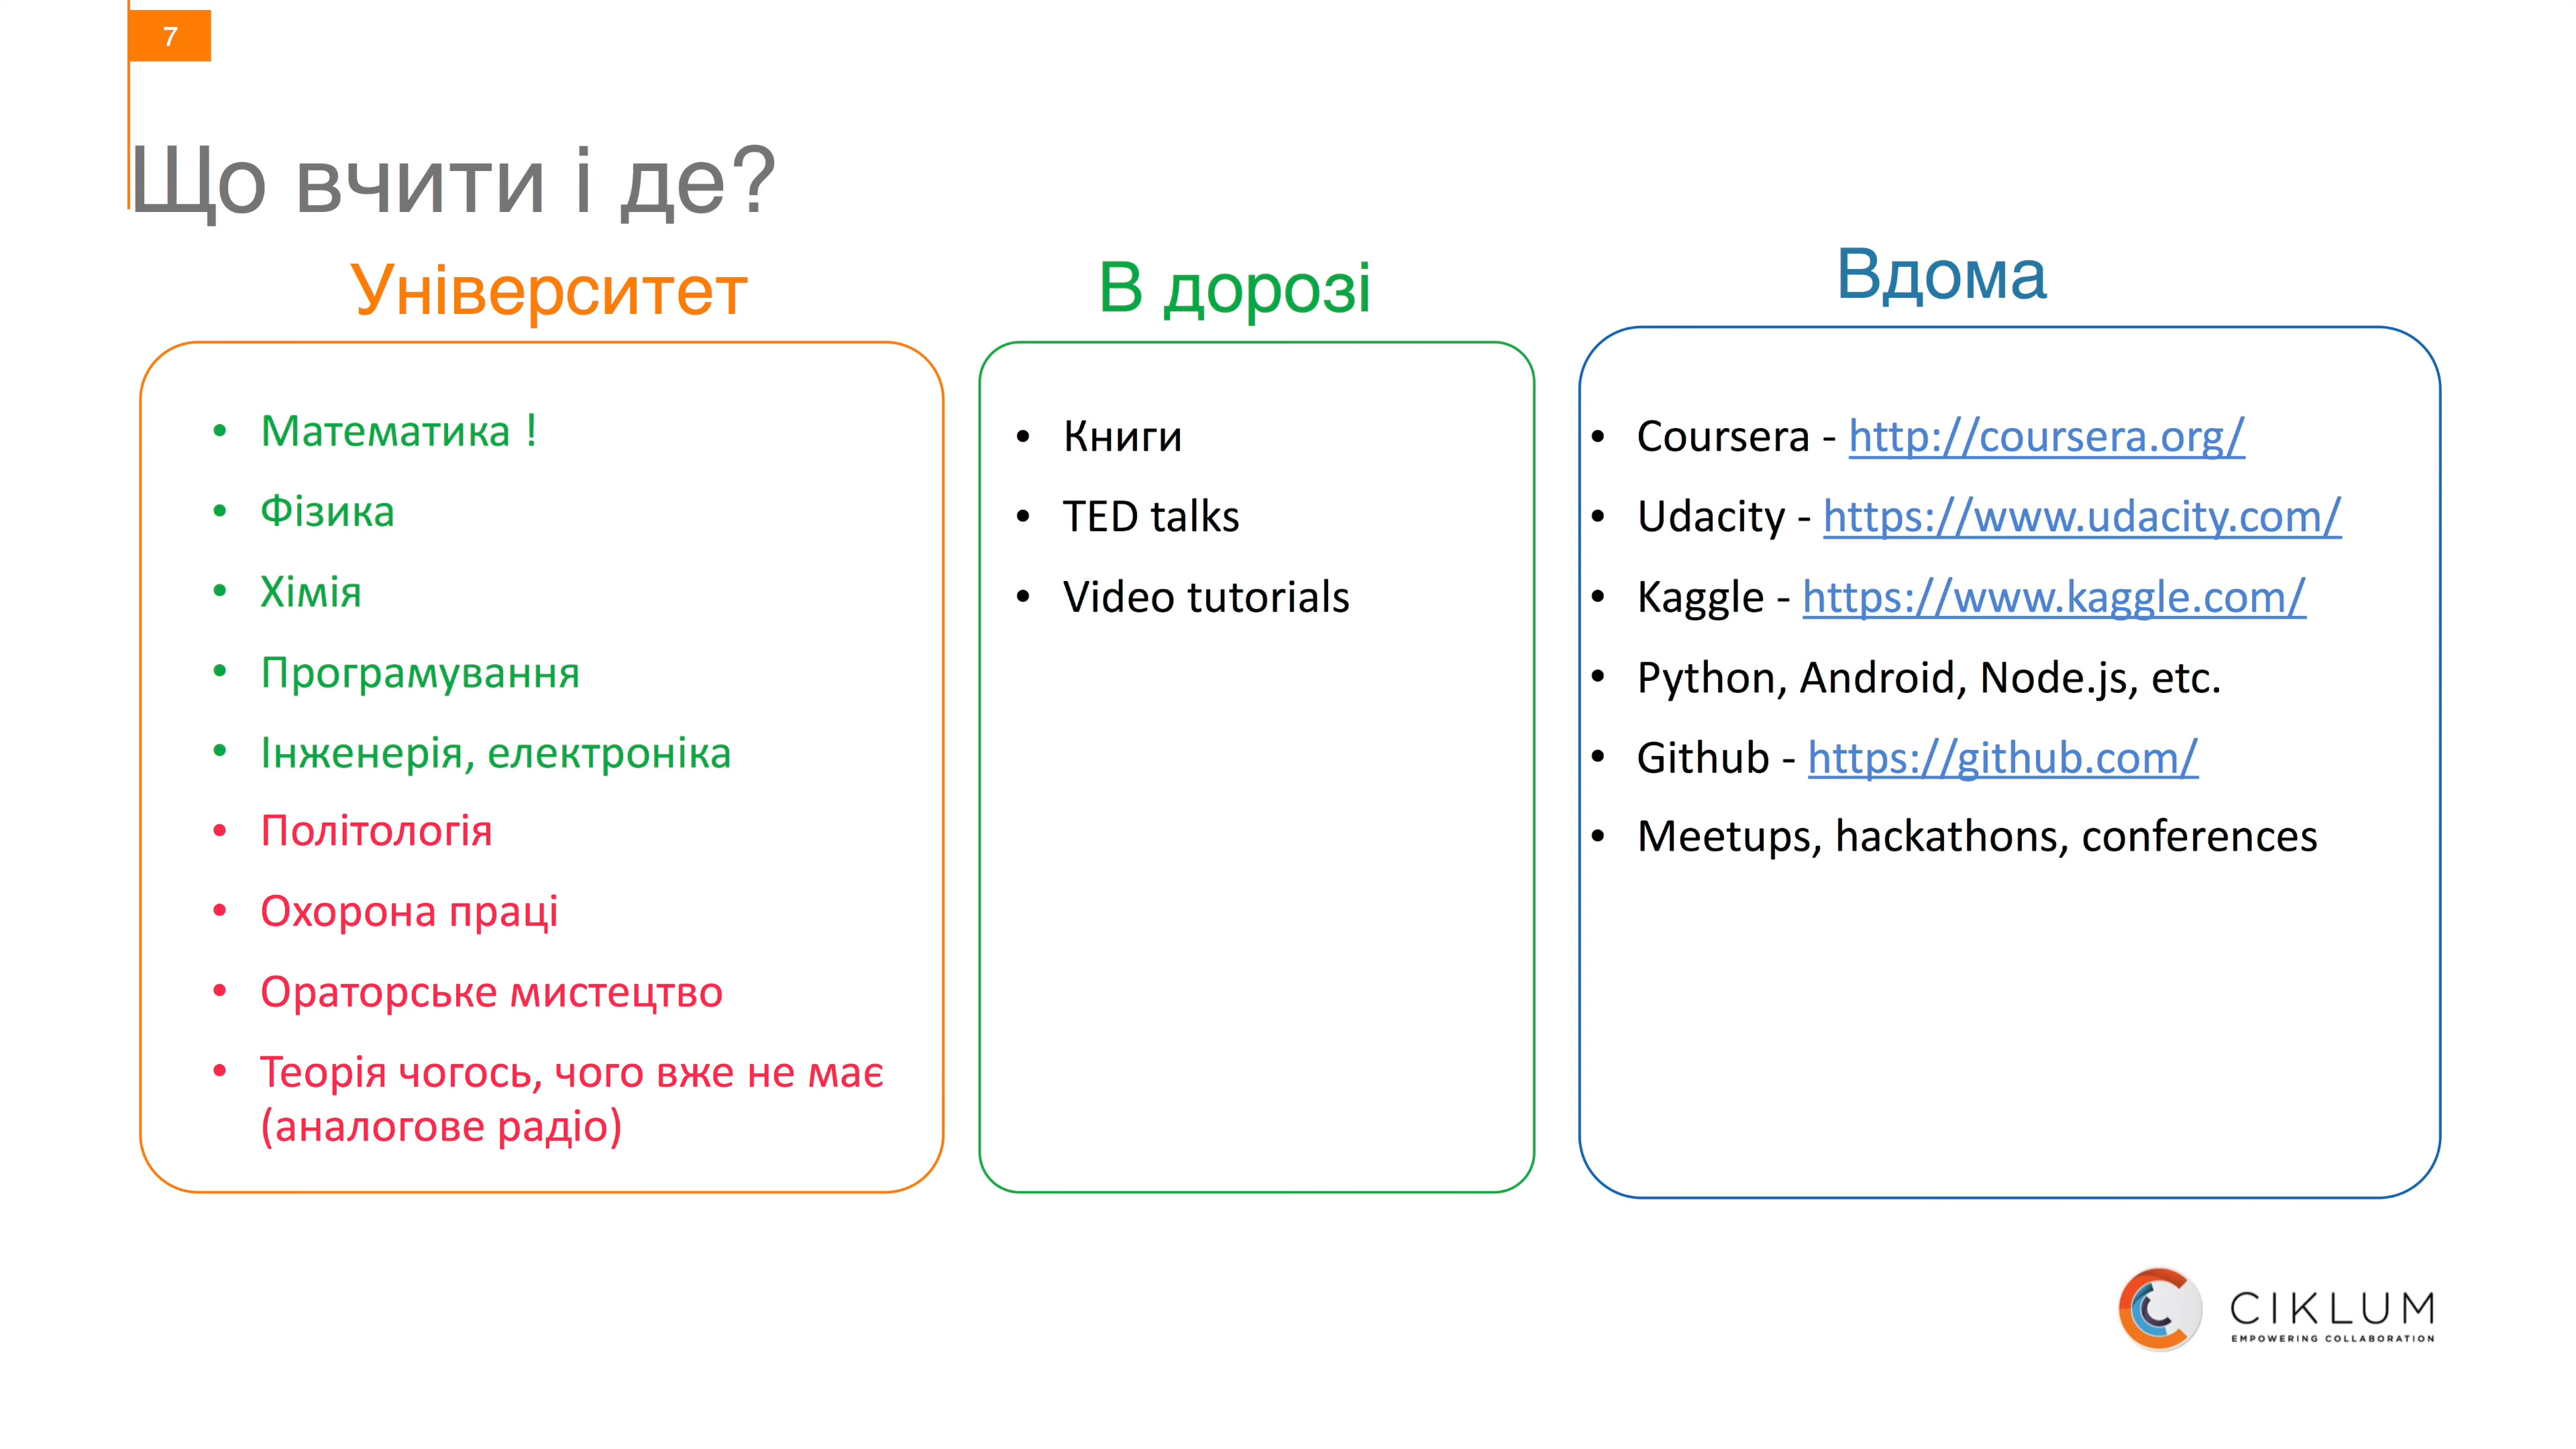 7
Що вчити і де?
Університет
• Математика !
• Фізика
• Хімія
• Програмування
• Інженерія, електроніка
• Політологія
• Охорона праці
• Ораторське мистецтво
• Теорія чогось, чого вже не має
(аналогове радіо)
В дорозі
• Книги
• TED talks
• Video tutorials
Вдома
• Coursera - http://coursera.org/
• Udacity - https://www.udacity.com/
• Kaggle - https://www.kaggle.com/
• Python, Android, Node.js, etc.
• Github - https://github.com/
• Meetups, hackathons, conferences
CIKLUM
EMPOWERING COLLABORATION